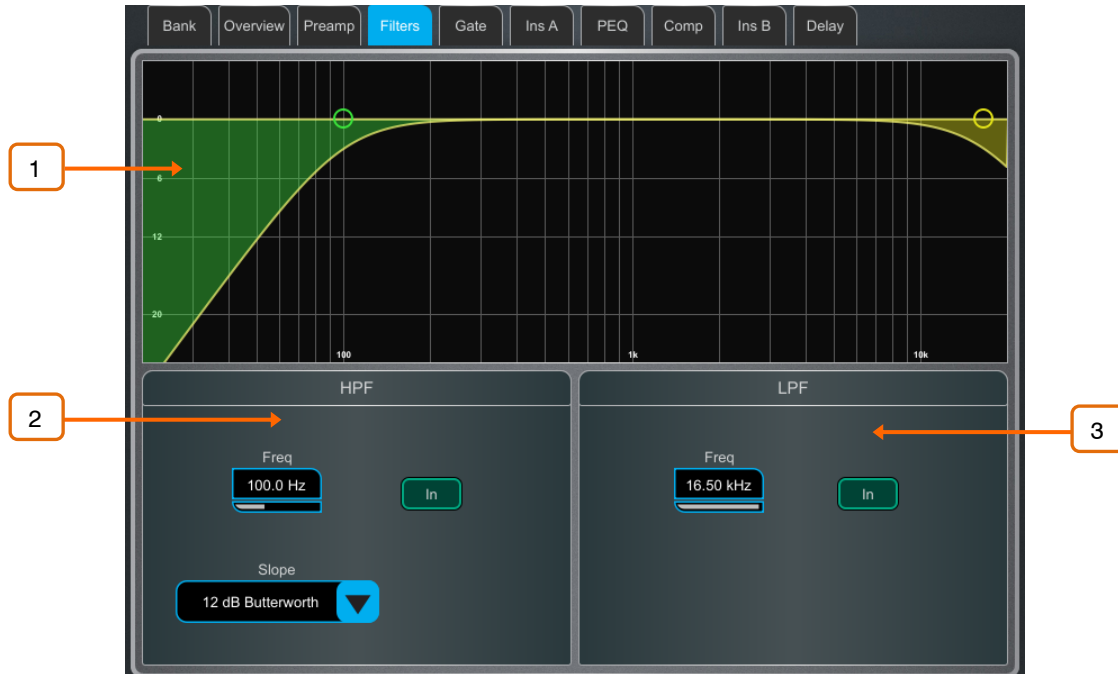 Bank Overview Preamp Filters Gate Ins A PEQ Comp Ins B Delay
0
1
6
12
20
100 1k 10k
HPF LPF
2
3
Freq Freq
100.0 Hz 16.50 kHz
In In
Slope
12 dB Butterworth